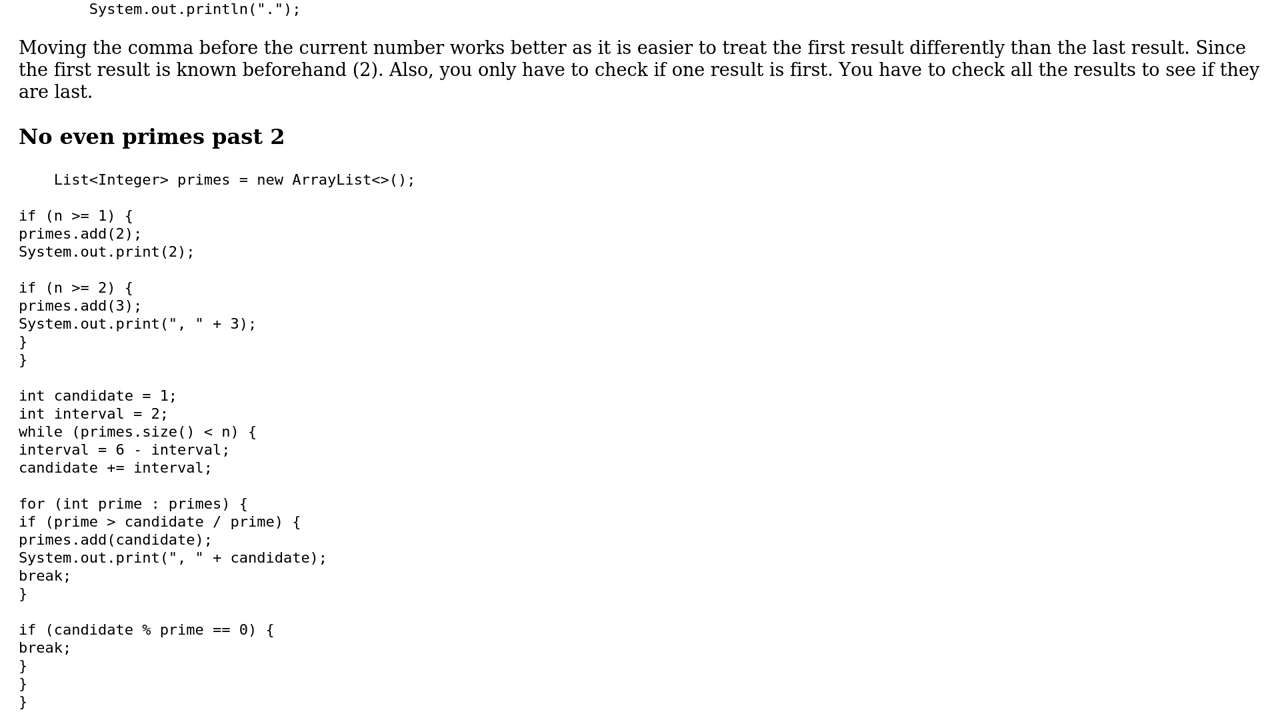 System.out.println(".");
Moving the comma before the current number works better as it is easier to treat the first result differently than the last result. Since
the first result is known beforehand (2). Also, you only have to check if one result is first. You have to check all the results to see if they
are last.
No even primes past 2
List<Integer> primes = new ArrayList<>();
if (n >= 1) {
primes.add(2);
System.out.print(2);
if (n >= 2) {
primes.add(3);
System.out.print(", " + 3);
}
}
int candidate = 1;
int interval = 2;
while (primes.size() < n) {
interval = 6 - interval;
candidate += interval;
for (int prime : primes) {
if (prime > candidate / prime) {
primes.add(candidate);
System.out.print(", " + candidate);
break;
}
if (candidate % prime == 0) {
break;
}
}
}